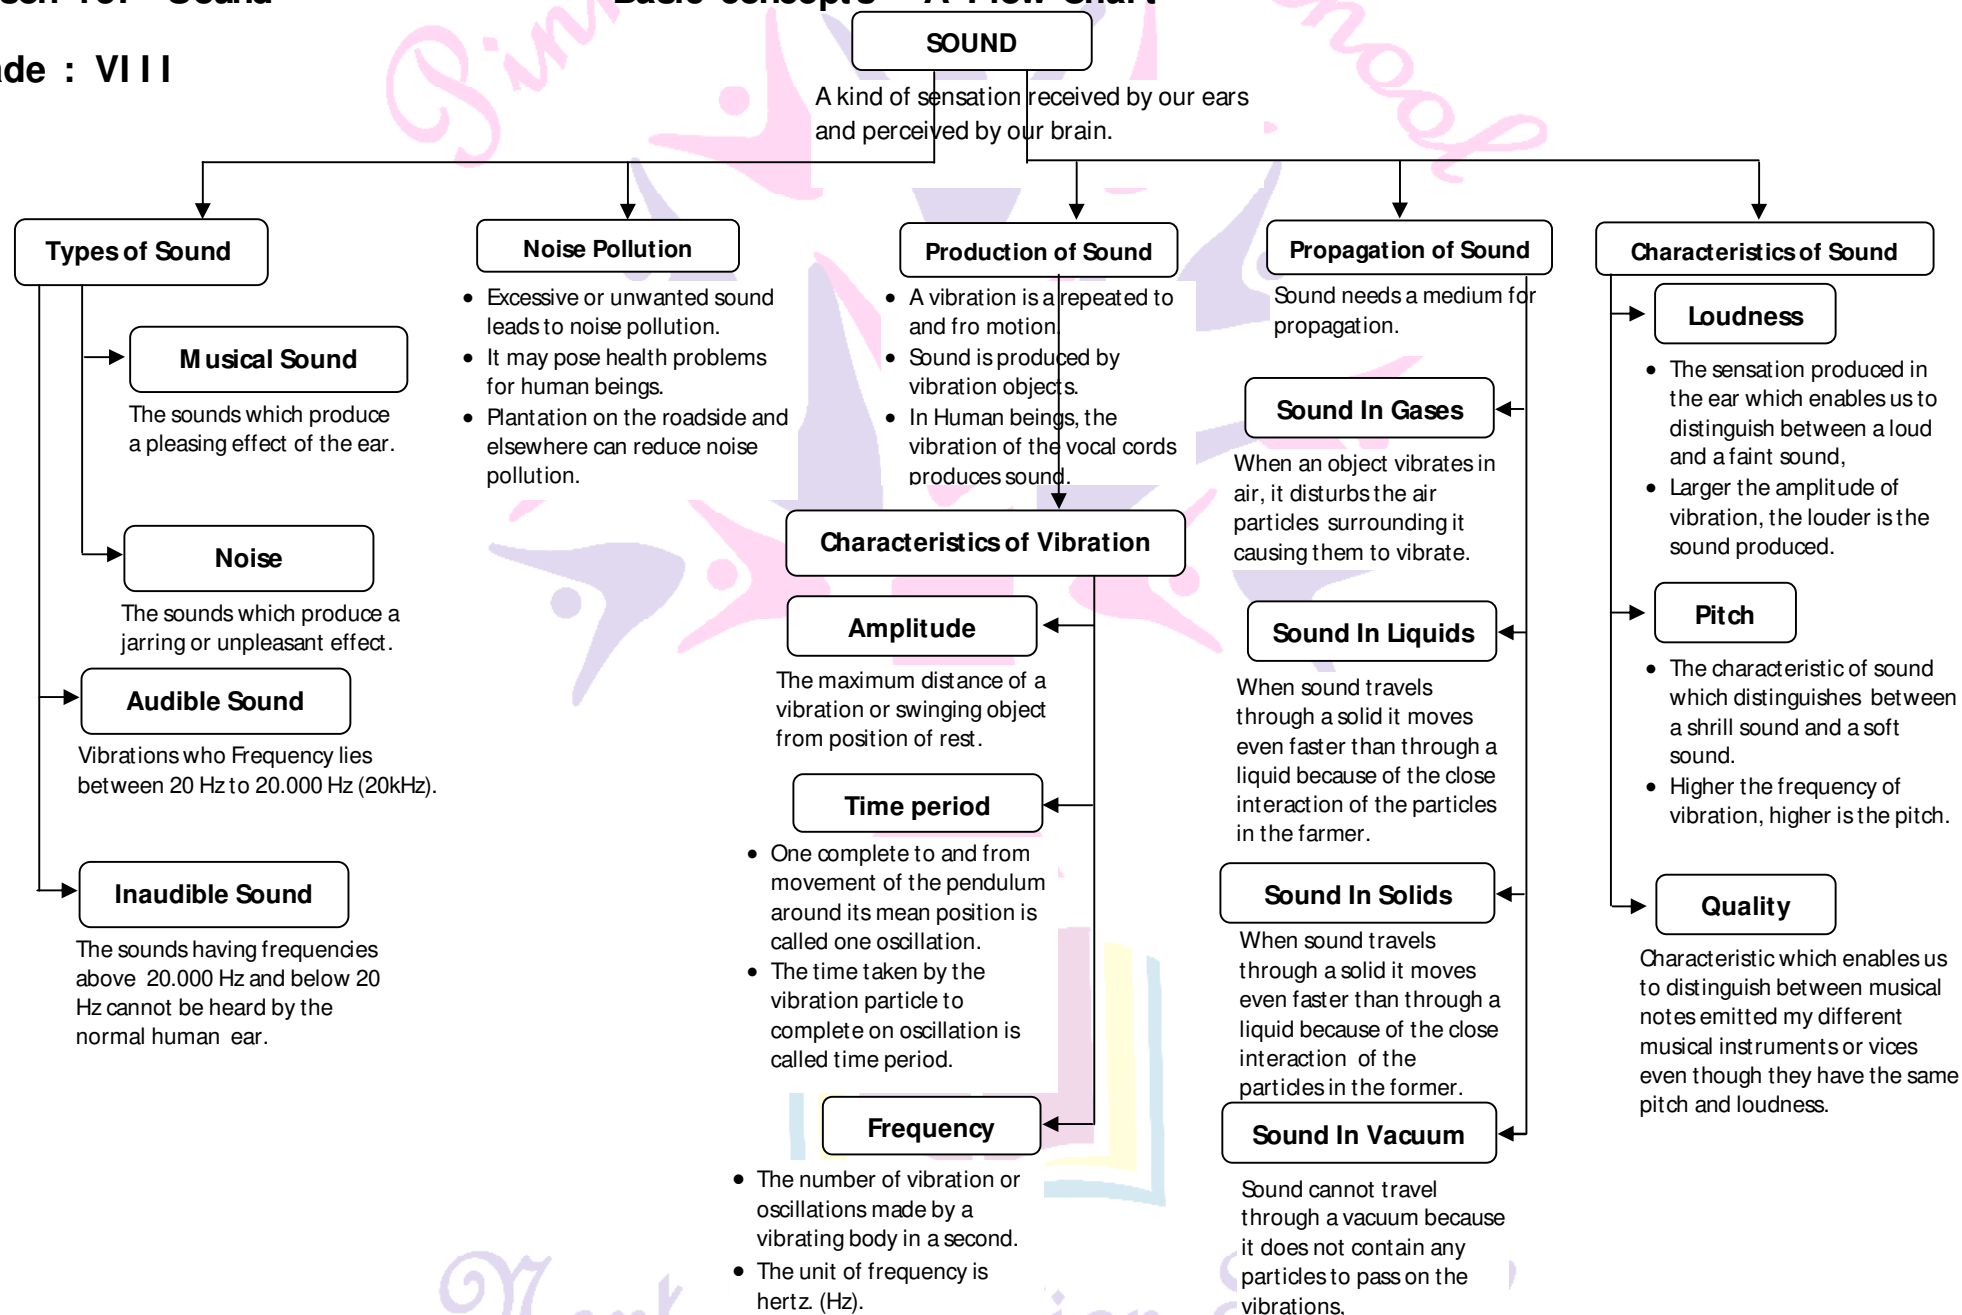 Sound
Basic concepts A Flow Chart
: VIII
SOUND
A kind of sensation received by our ears
and perceived by our brain.
Types of Sound
Musical Sound
The sounds which produce
a pleasing effect of the ear.
Noise
The sounds which produce a
jarring or unpleasant effect.
Audible Sound
Vibrations who Frequency lies
between 20 Hz to 20.000 Hz (20kHz).
Inaudible Sound
The sounds having frequencies
above 20.000 Hz and below 20
Hz cannot be heard by the
normal human ear.
Noise Pollution
• Excessive or unwanted sound
leads to noise pollution.
• It may pose health problems
for human beings.
• Plantation on the roadside and
elsewhere can reduce noise
pollution.
Production of Sound
• A vibration is a repeated to
and fro motion.
• Sound is produced by
vibration objects.
• In Human beings, the
vibration of the vocal cords
produces sound.
Characteristics of Vibration
Amplitude
The maximum distance of a
vibration or swinging object
from position of rest.
Time period
• One complete to and from
movement of the pendulum
around its mean position is
called one oscillation.
• The time taken by the
vibration particle to
complete on oscillation is
called time period.
Frequency
• The number of vibration or
oscillations made by a
vibrating body in a second.
• The unit of frequency is
hertz. (Hz).
Propagation of Sound
Sound needs a medium for
propagation.
Sound In Gases
When an object vibrates in
air, it disturbs the air
particles surrounding it
causing them to vibrate.
Sound In Liquids
When sound travels
through a solid it moves
even faster than through a
liquid because of the close
interaction of the particles
in the farmer.
Sound In Solids
When sound travels
through a solid it moves
even faster than through a
liquid because of the close
interaction of the
particles in the former.
Sound In Vacuum
Sound cannot travel
through a vacuum because
it does not contain any
particles to pass on the
vibrations,
Characteristics of Sound
Loudness
• The sensation produced in
the ear which enables us to
distinguish between a loud
and a faint sound,
• Larger the amplitude of
vibration, the louder is the
sound produced.
Pitch
• The characteristic of sound
which distinguishes between
a shrill sound and a soft
sound.
• Higher the frequency of
vibration, higher is the pitch.
Quality
Characteristic which enables us
to distinguish between musical
notes emitted my different
musical instruments or vices
even though they have the same
pitch and loudness.